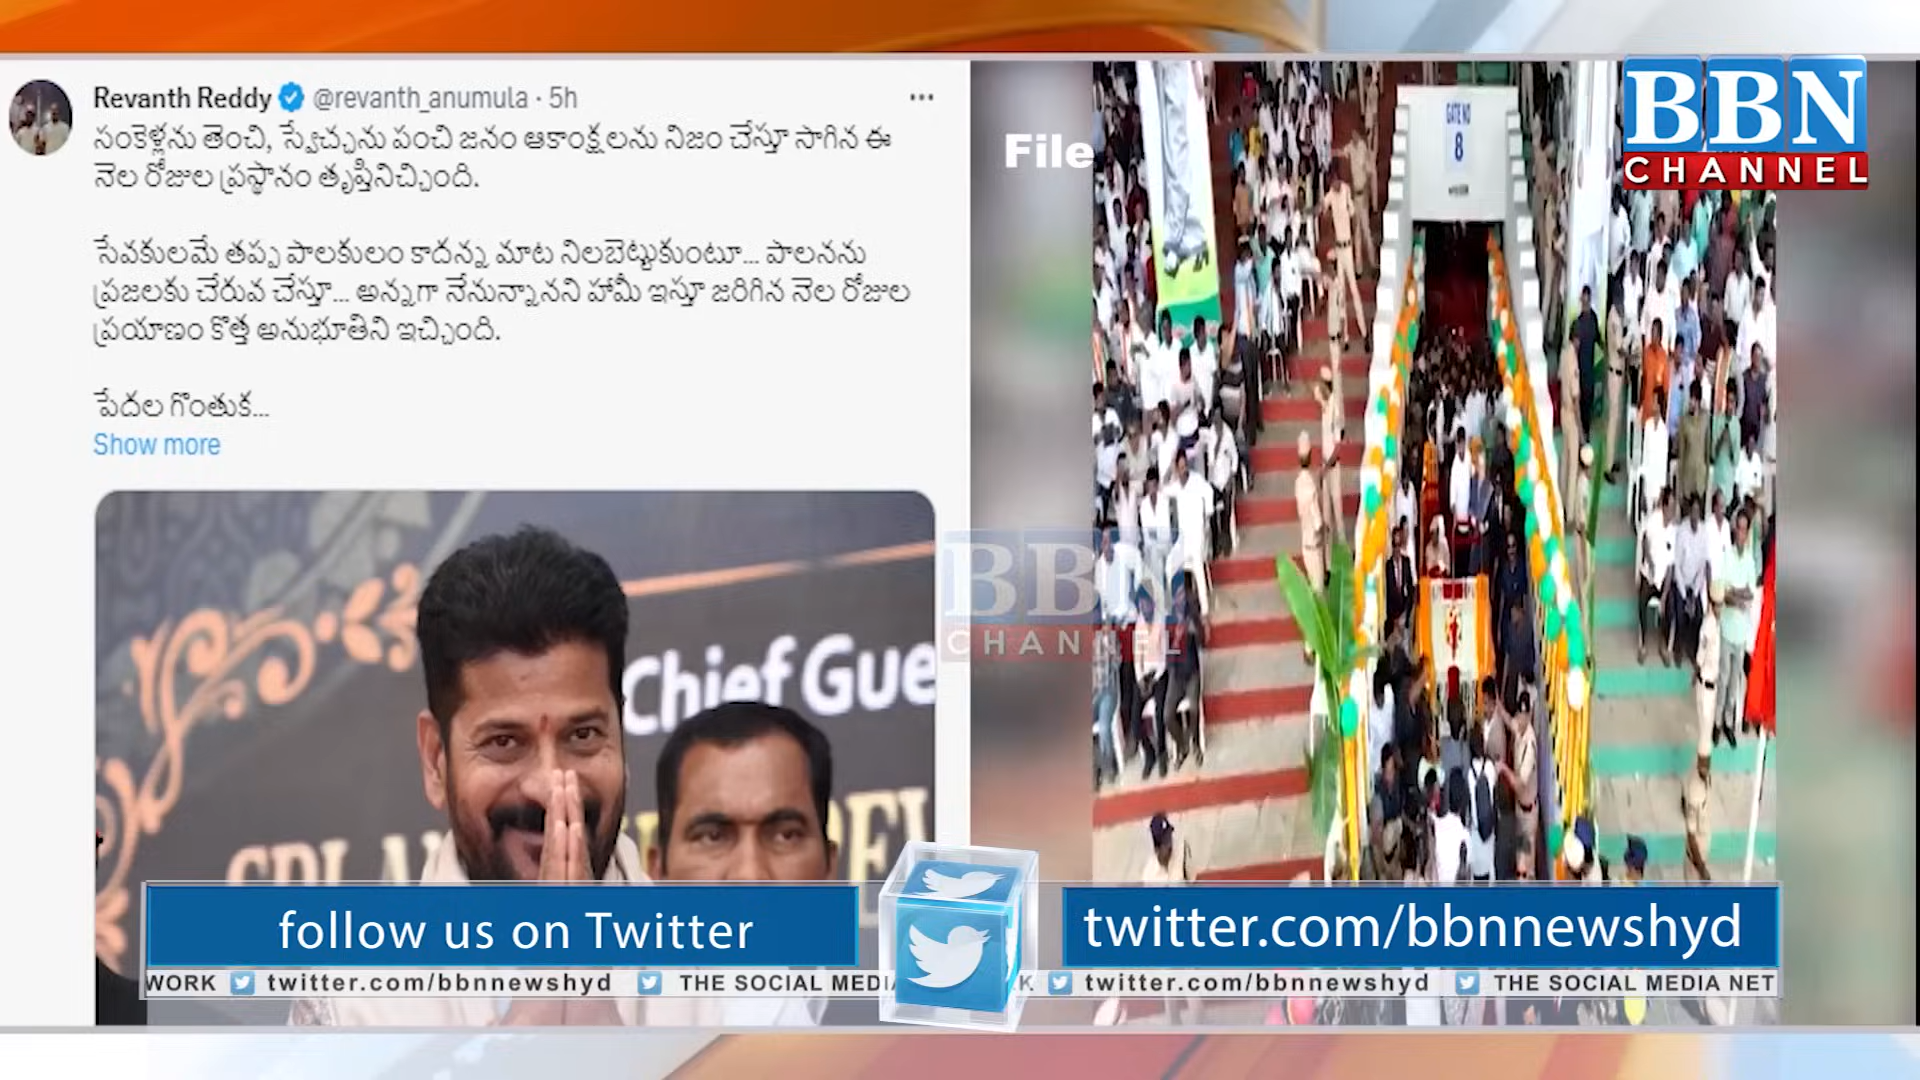 Revanth Reddy @revanth_anumula · 5h
సంకెళ్లను తెంచి, స్వేచ్ఛను పంచి జనం ఆకాంక్షలను నిజం చేస్తూ సాగిన ఈ
నెల రోజుల ప్రస్థానం తృప్తినిచ్చింది.
సేవకులమే తప్ప పాలకులం కాదన్న మాట నిలబెట్టుకుంటూ... పాలనను
ప్రజలకు చేరువ చేస్తూ... అన్నగా నేనున్నానని హామీ ఇస్తూ జరిగిన నెల రోజుల
ప్రయాణం కొత్త అనుభూతిని ఇచ్చింది.
పేదల గొంతుక...
Show more
Chief Gue
File
GATE NO
8
BBN
CHANNEL
BBN
CHANNEL
follow us on Twitter
twitter.com/bbnnewshyd
WORK twitter.com/bbnnewshyd THE SOCIAL MEDI
K twitter.com/bbnnewshyd THE SOCIAL MEDIA NET